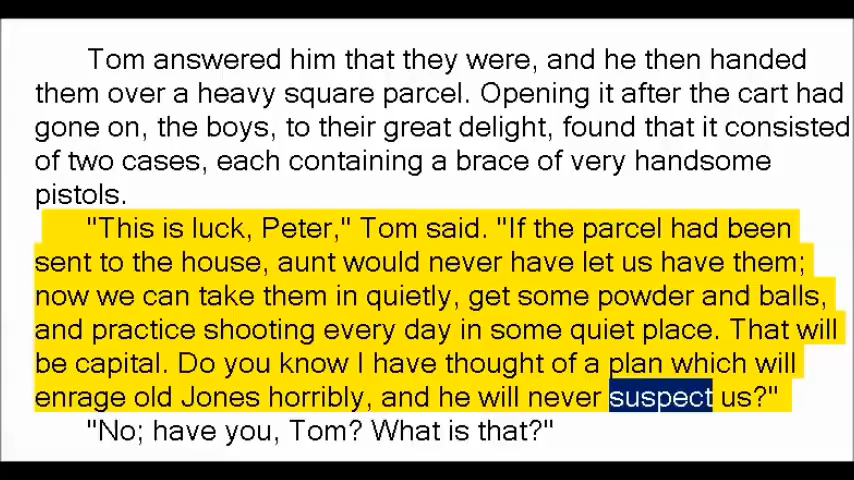 Tom answered him that they were, and he then handed
them over a heavy square parcel. Opening it after the cart had
gone on, the boys, to their great delight, found that it consisted
of two cases, each containing a brace of very handsome
pistols.
"This is luck, Peter," Tom said. "If the parcel had been
sent to the house, aunt would never have let us have them;
now we can take them in quietly, get some powder and balls,
and practice shooting every day in some quiet place. That will
be capital. Do you know I have thought of a plan which will
enrage old Jones horribly, and he will never suspect us?"
"No; have you, Tom? What is that?"